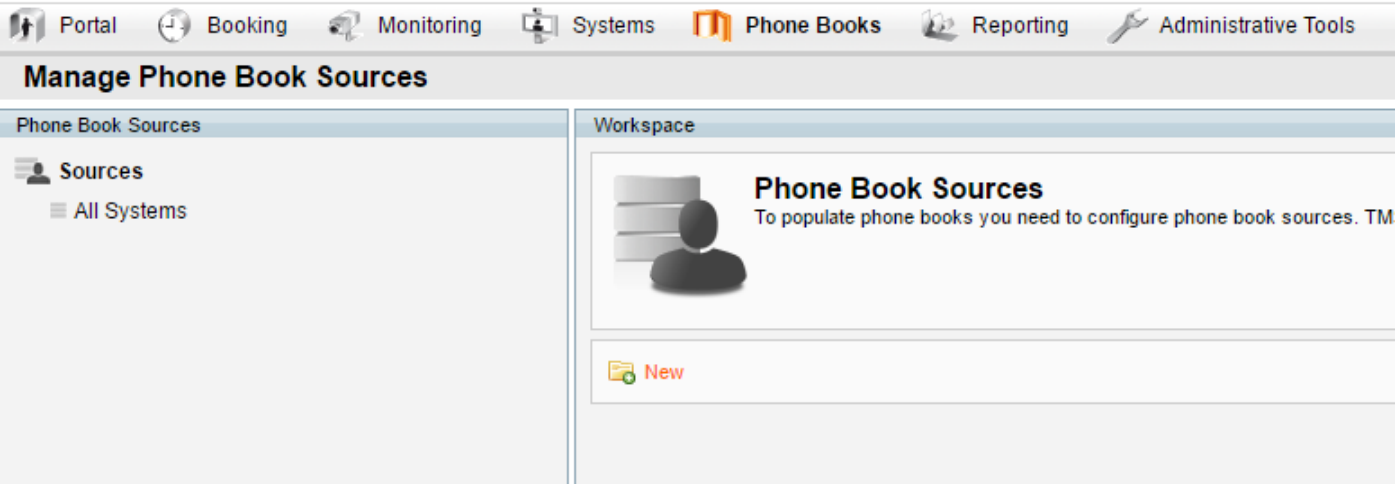 Portal Booking Monitoring Systems Phone Books Reporting Administrative Tools
Manage Phone Book Sources
Phone Book Sources
Sources
All Systems
Workspace
Phone Book Sources
To populate phone books you need to configure phone book sources. TM
New